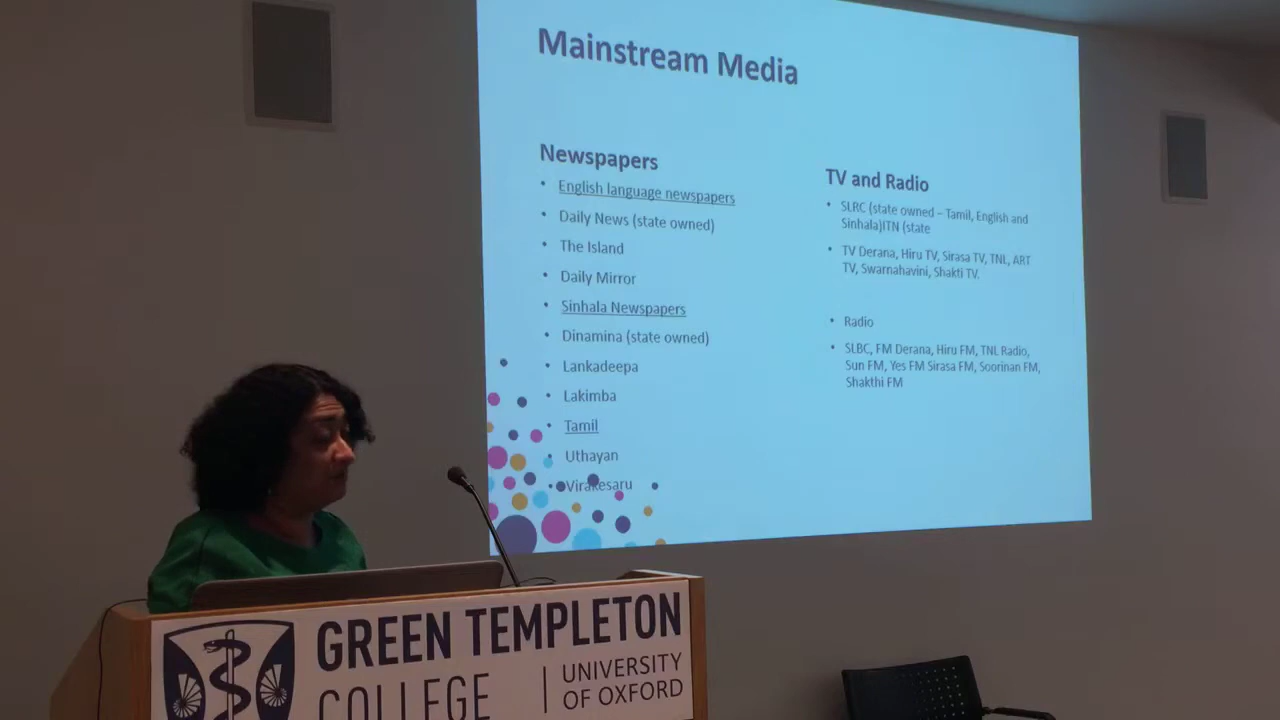 Mainstream Media
Newspapers
• English language newspapers
• Daily News (state owned)
• The Island
• Daily Mirror
• Sinhala Newspapers
• Dinamina (state owned)
• Lankadeepa
• Lakimba
• Tamil
• Uthayan
• Virakesaru
TV and Radio
• SLRC (state owned – Tamil, English and
Sinhala)ITN (state
• TV Derana, Hiru TV, Sirasa TV, TNL, ART
TV, Swarnahavini, Shakti TV.
• Radio
• SLBC, FM Derana, Hiru FM, TNL Radio,
Sun FM, Yes FM Sirasa FM, Soorinan FM,
Shakthi FM
GREEN TEMPLETON
COLLEGE
UNIVERSITY
OF OXFORD